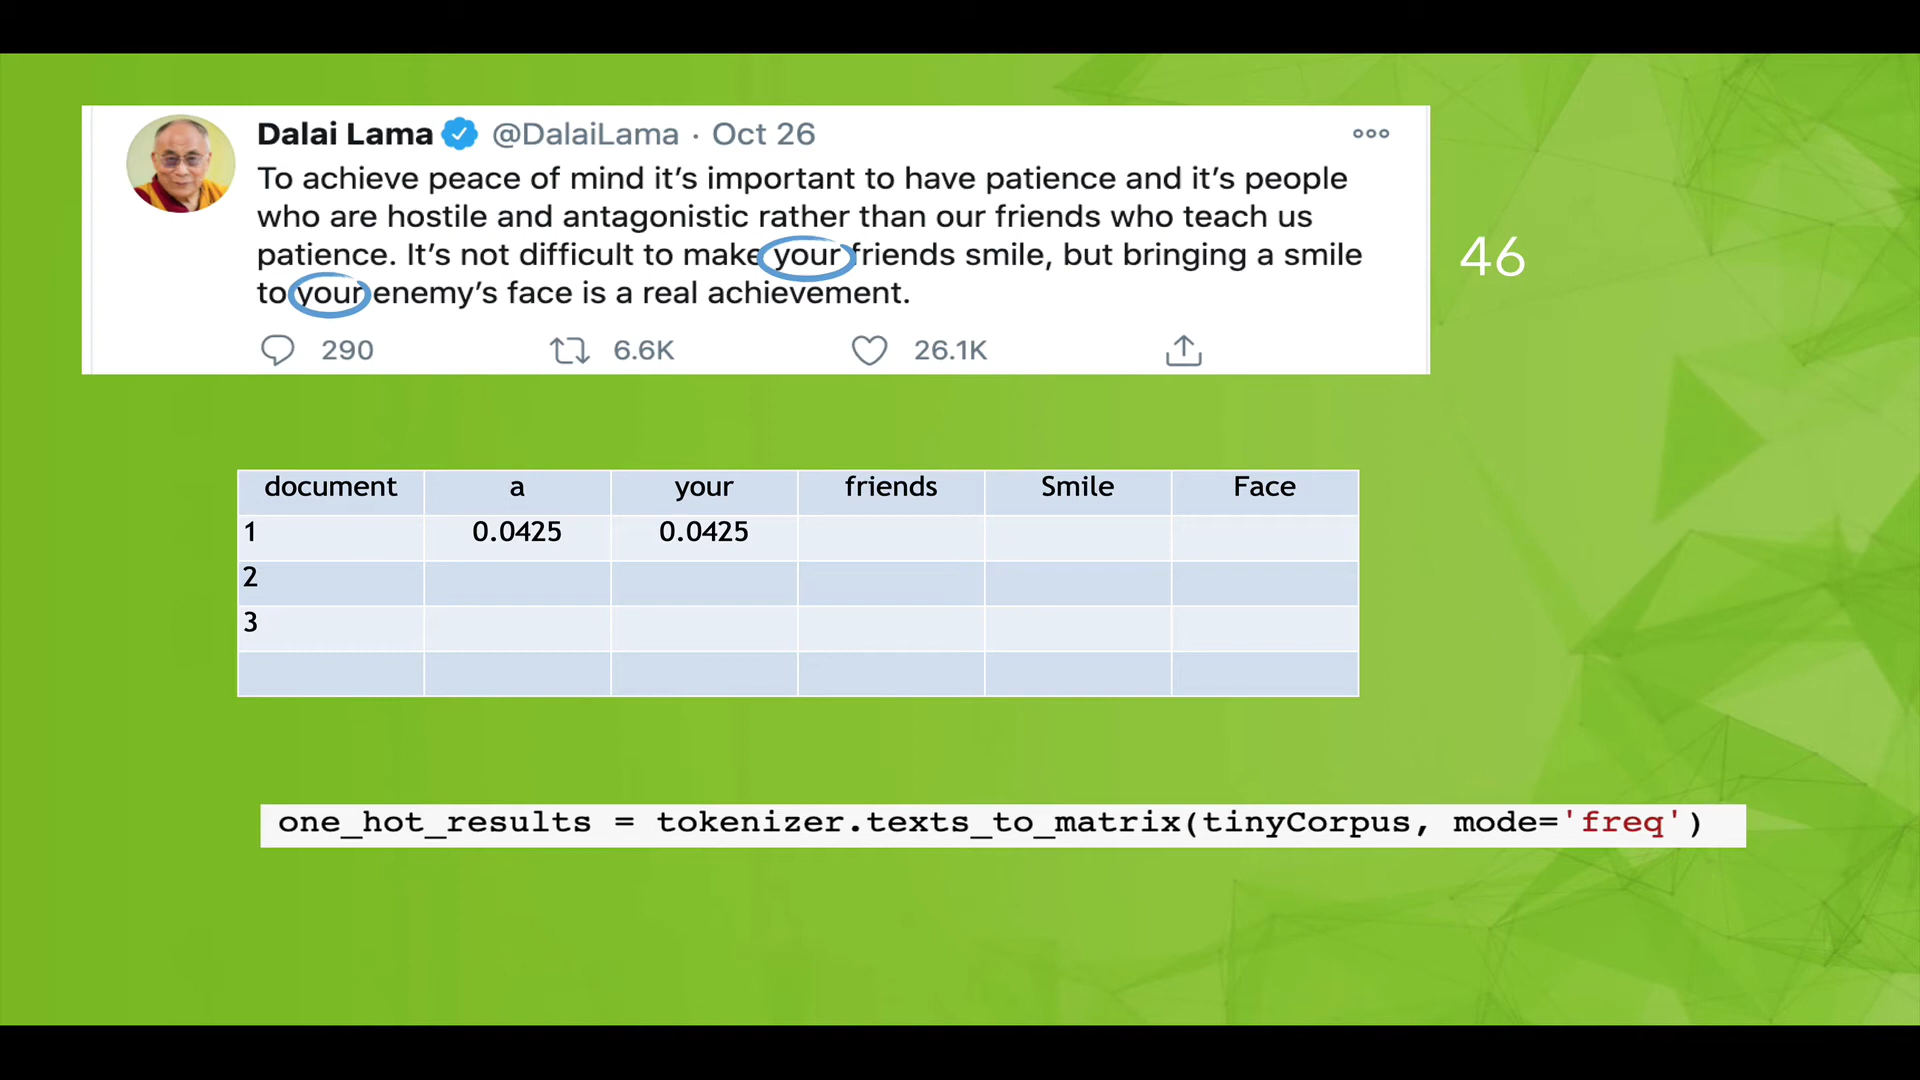 Dalai Lama @DalaiLama · Oct 26
To achieve peace of mind it’s important to have patience and it’s people
who are hostile and antagonistic rather than our friends who teach us
patience. It’s not difficult to make your friends smile, but bringing a smile
to your enemy’s face is a real achievement.
290 6.6K 26.1K
46
document a your friends Smile Face
1 0.0425 0.0425
2
3
one_hot_results = tokenizer.texts_to_matrix(tinyCorpus, mode='freq')